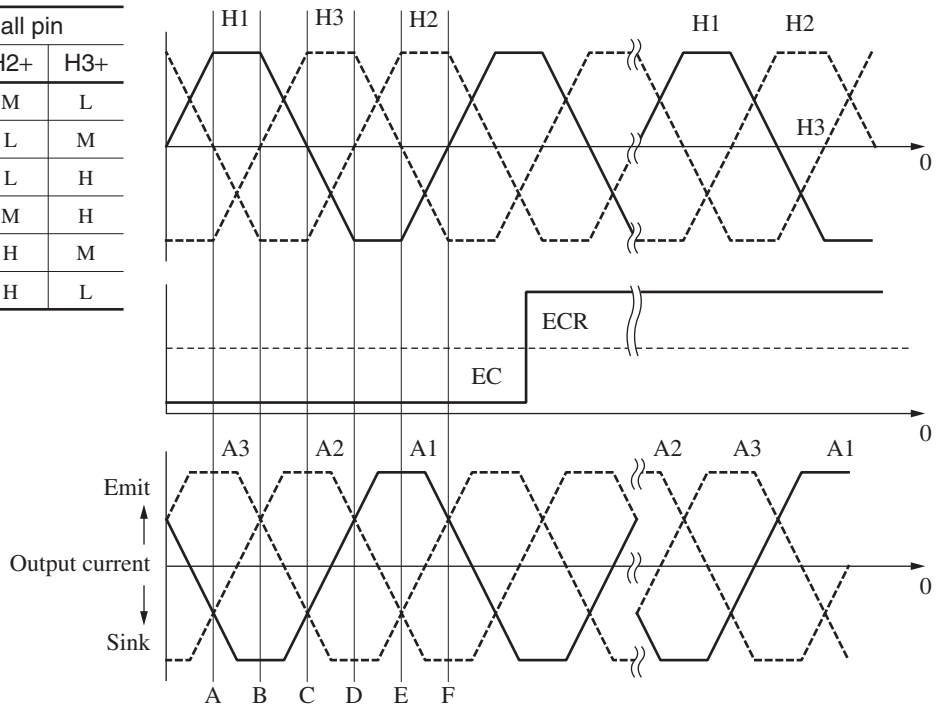 all pin
H2+ H3+
M L
L M
L H
M H
H M
H L
H1 H3 H2 H1 H2
H3
0
ECR
EC
0
A3 A2 A1 A2 A3 A1
Emit
Output current
0
Sink
A B C D E F